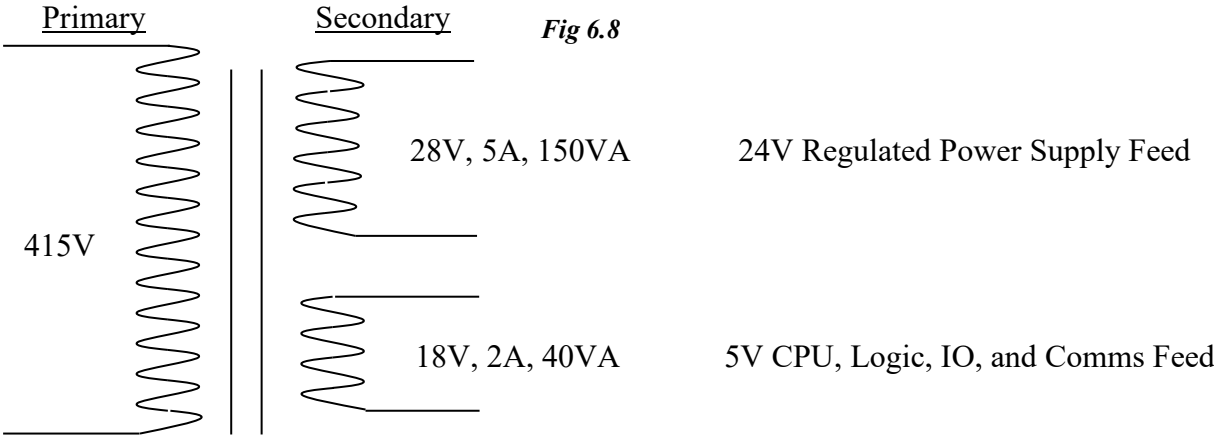 Primary Secondary Fig 6.8
28V, 5A, 150VA 24V Regulated Power Supply Feed
415V
18V, 2A, 40VA 5V CPU, Logic, IO, and Comms Feed